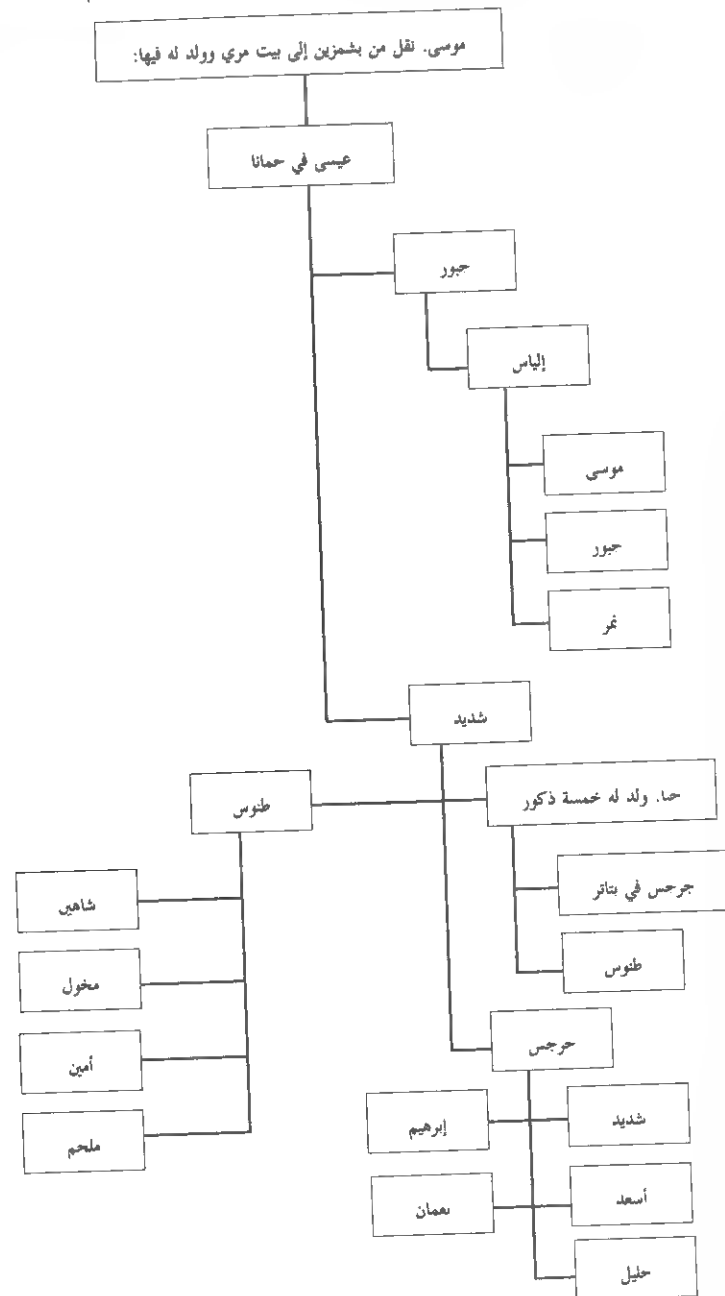 موسى. نقل من بشمزين إلى بيت مري وولد له فيها:
عيسى في حمانا
جبور
إلياس
موسى
جبور
نمر
شديد
حنا. ولد له خمسة ذكور
طنوس
جرجس في بتاتر
شاهين
طنوس
مخول
جرجس
أمين
شديد
إبرهيم
ملحم
أسعد
نعمان
خليل